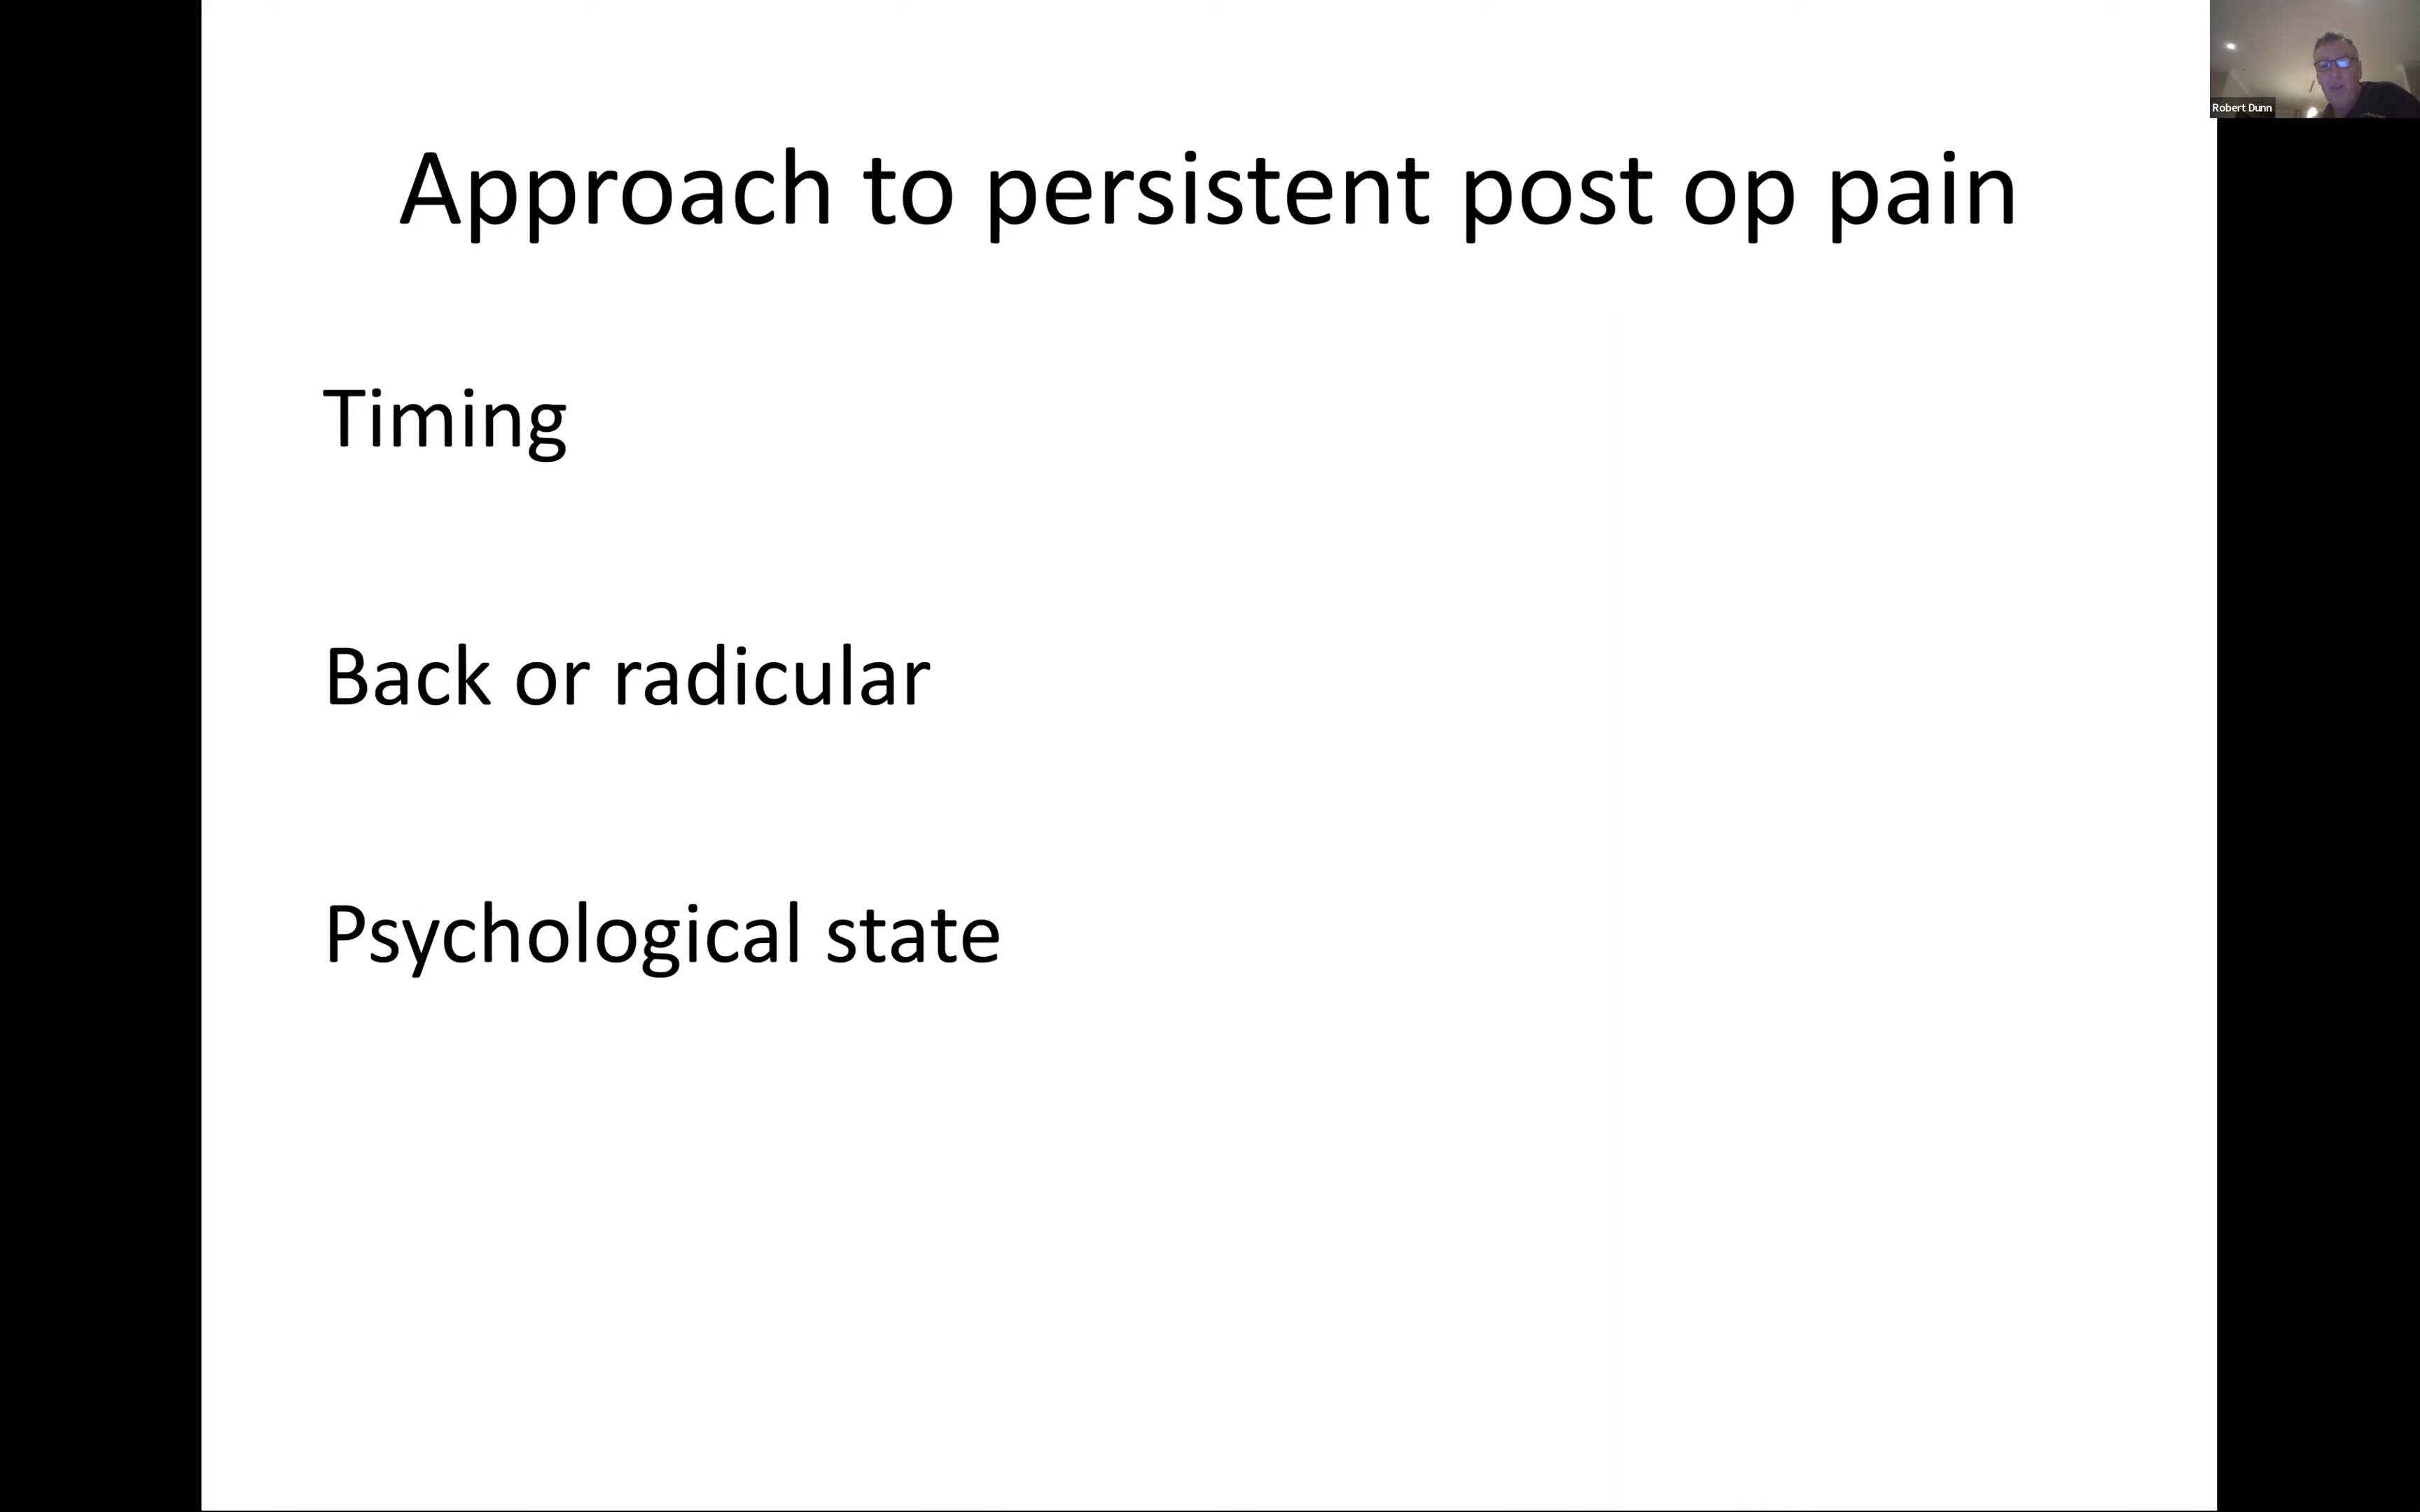 Approach to persistent post op pain
Timing
Back or radicular
Psychological state
Robert Dunn